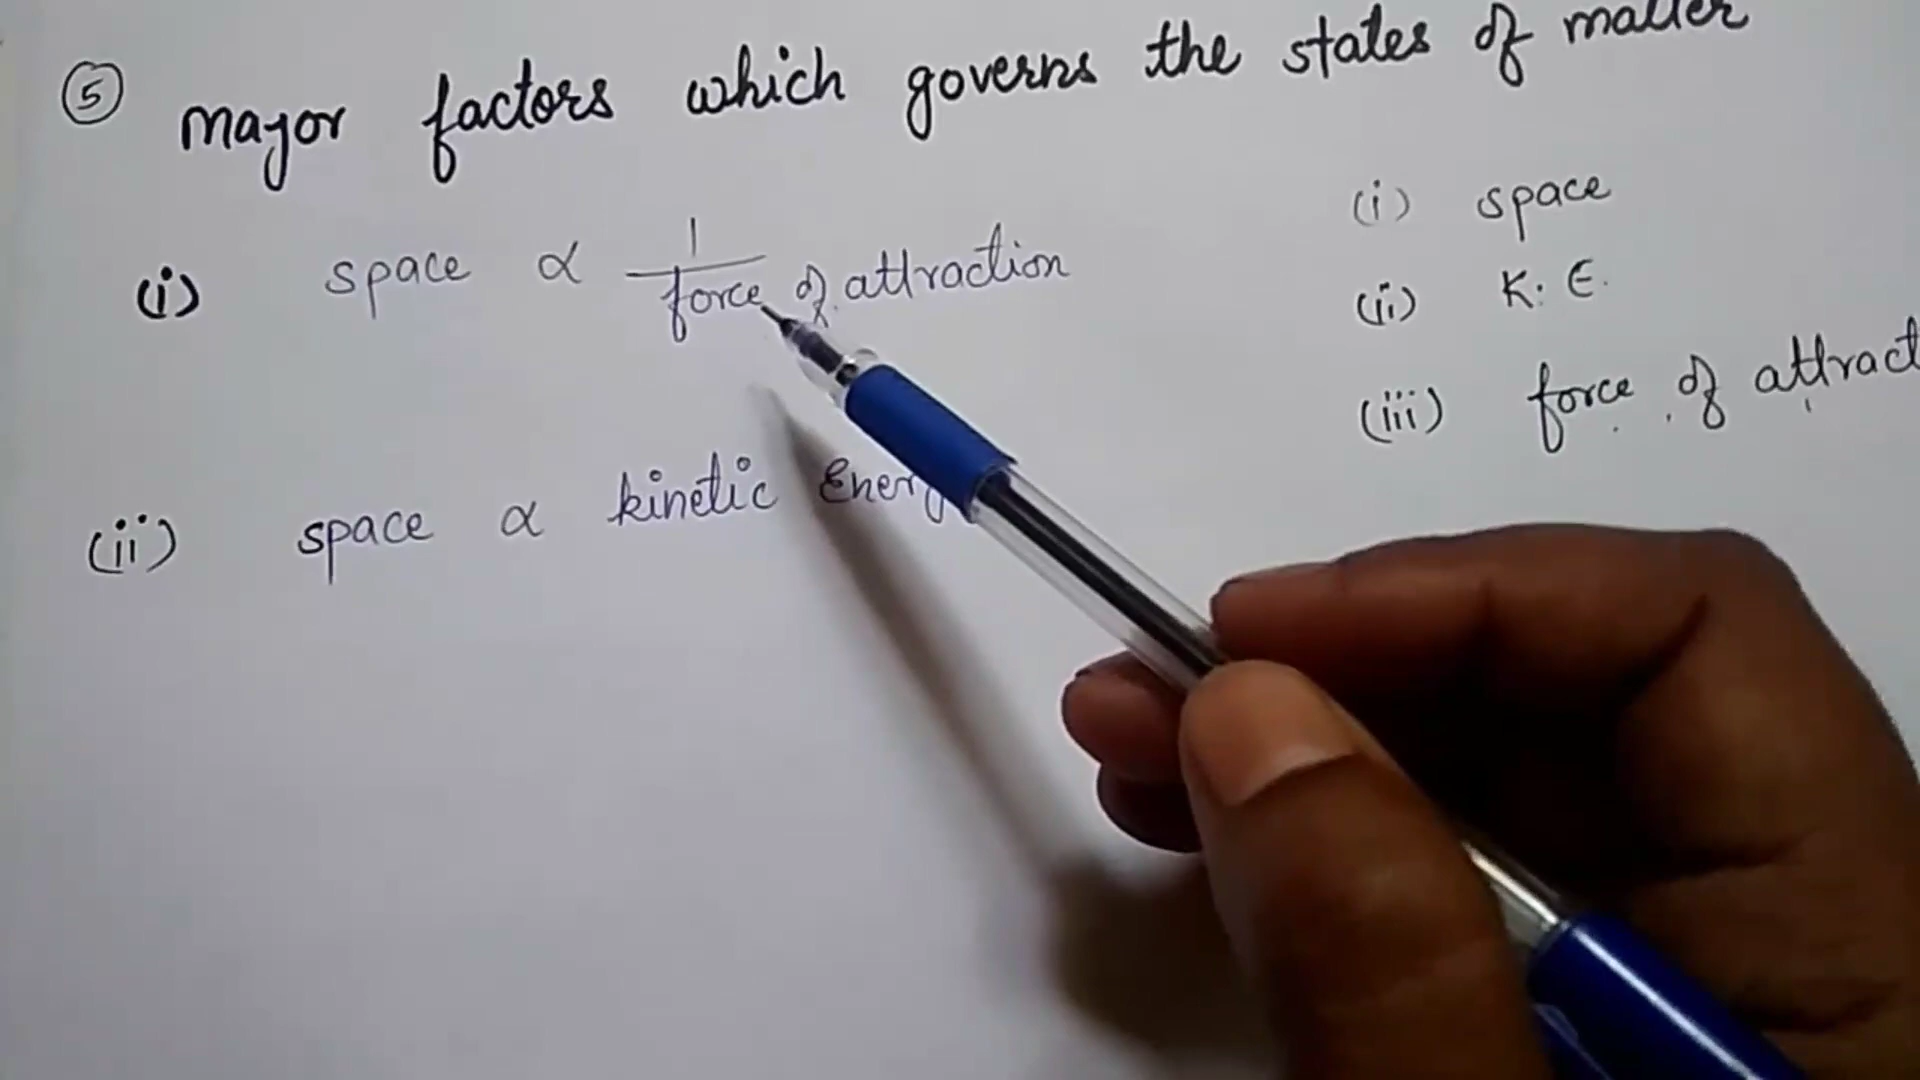 5 major factors which governs the states of matter
(i) space ∝ 1/force of attraction
(ii) space ∝ kinetic Ener
(i) space
(ii) K.E.
(iii) force of attract